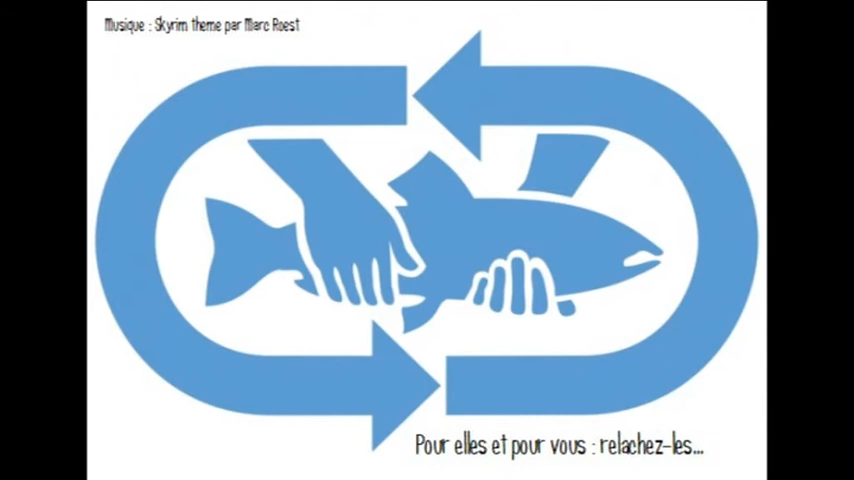 Musique : Skyrim theme par Marc Roest
Pour elles et pour vous : relachez-les...